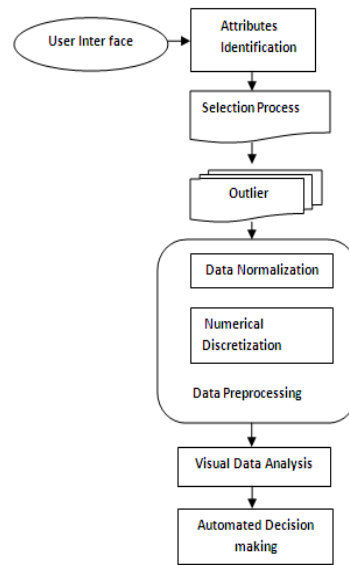 User Inter face
Attributes
Identification
Selection Process
Outlier
Data Normalization
Numerical
Discretization
Data Preprocessing
Visual Data Analysis
Automated Decision
making